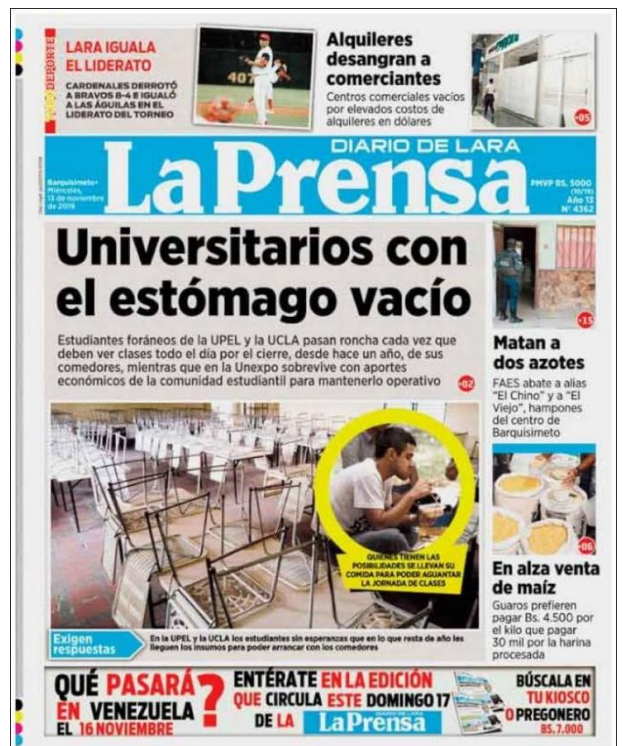 DEPORTE
LARA IGUALA
EL LIDERATO
CARDENALES DERROTÓ
A BRAVOS 8-4 E IGUALÓ
A LAS ÁGUILAS EN EL
LIDERATO DEL TORNEO
407
Alquileres
desangran a
comerciantes
Centros comerciales vacíos
por elevados costos de
alquileres en dólares
•05
DIARIO DE LARA
La Prensa
Barquisimeto•
Miércoles,
13 de noviembre
de 2019
PMVP BS. 5000
(10/19)
Año 13
N° 4362
Universitarios con
el estómago vacío
Estudiantes foráneos de la UPEL y la UCLA pasan roncha cada vez que
deben ver clases todo el día por el cierre, desde hace un año, de sus
comedores, mientras que en la Unexpo sobrevive con aportes
económicos de la comunidad estudiantil para mantenerlo operativo
•02
QUIENES TIENEN LAS
POSIBILIDADES SE LLEVAN SU
COMIDA PARA PODER AGUANTAR
LA JORNADA DE CLASES
Exigen
respuestas
En la UPEL y la UCLA los estudiantes sin esperanzas que en lo que resta de año les
lleguen los insumos para poder arrancar con los comedores
•15
Matan a
dos azotes
FAES abate a alias
"El Chino" y a "El
Viejo", hampones
del centro de
Barquisimeto
•06
En alza venta
de maíz
Guaros prefieren
pagar Bs. 4.500 por
el kilo que pagar
30 mil por la harina
procesada
QUÉ PASARÁ
EN VENEZUELA
EL 16 NOVIEMBRE
?
ENTÉRATE EN LA EDICIÓN
QUE CIRCULA ESTE DOMINGO 17
DE LA La Prensa
BÚSCALA EN
TU KIOSCO
O PREGONERO
BS.7.000